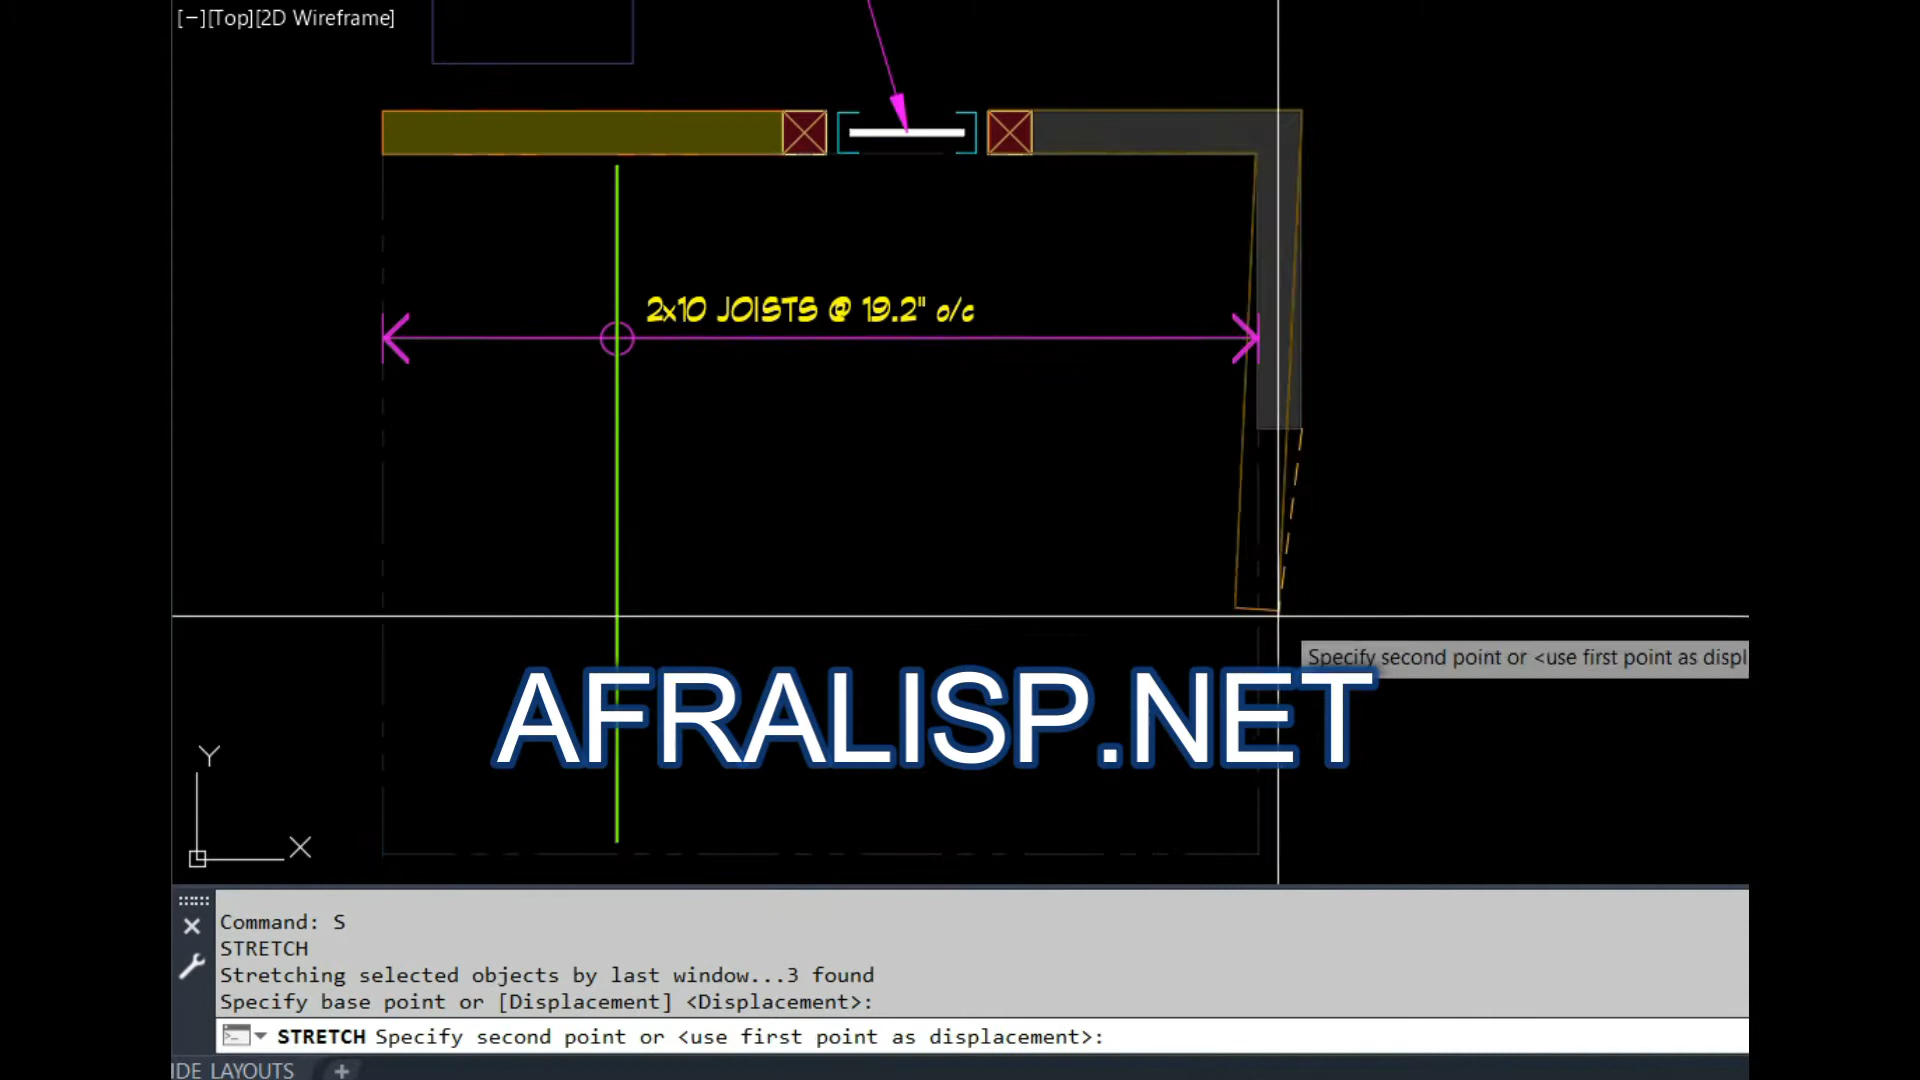 [−][Top][2D Wireframe]
2x10 JOISTS @ 19.2" o/c
Specify second point or <use first point as displ
AFRALISP.NET
Y
X
Command: S
STRETCH
Stretching selected objects by last window...3 found
Specify base point or [Displacement] <Displacement>:
STRETCH Specify second point or <use first point as displacement>:
IDE LAYOUTS +